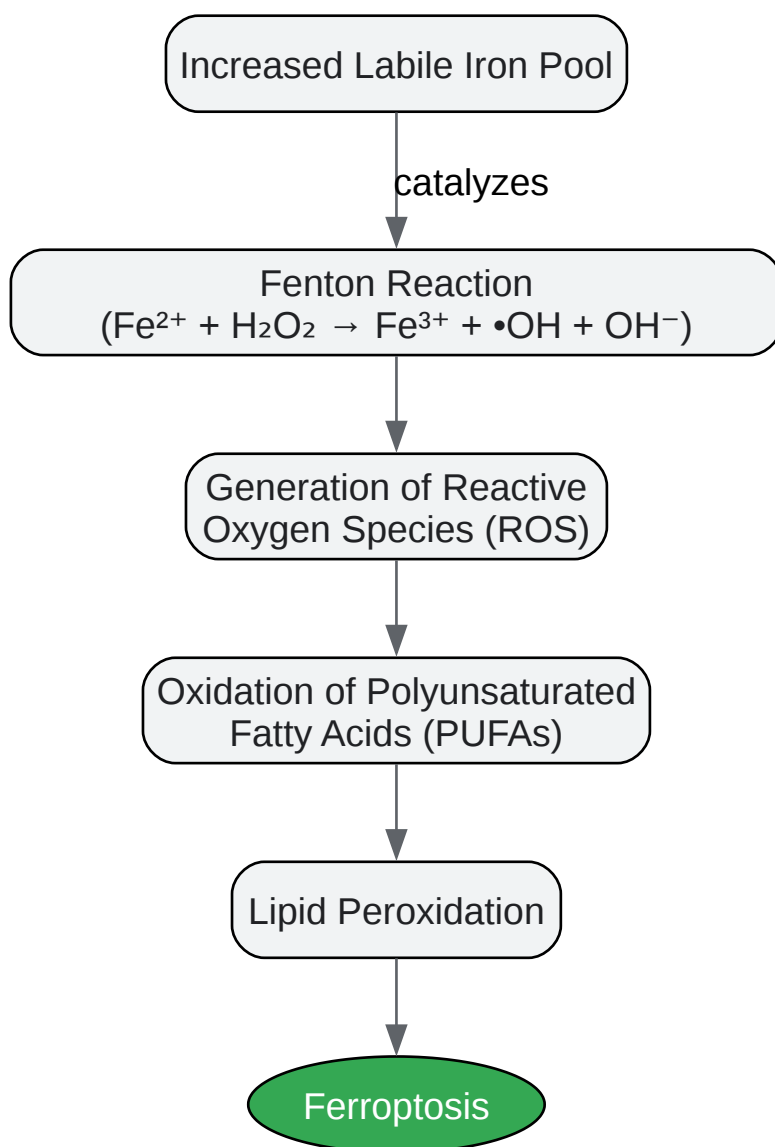 Increased Labile Iron Pool
catalyzes
Fenton Reaction
(Fe²⁺ + H₂O₂ → Fe³⁺ + •OH + OH⁻)
Generation of Reactive
Oxygen Species (ROS)
Oxidation of Polyunsaturated
Fatty Acids (PUFAs)
Lipid Peroxidation
Ferroptosis